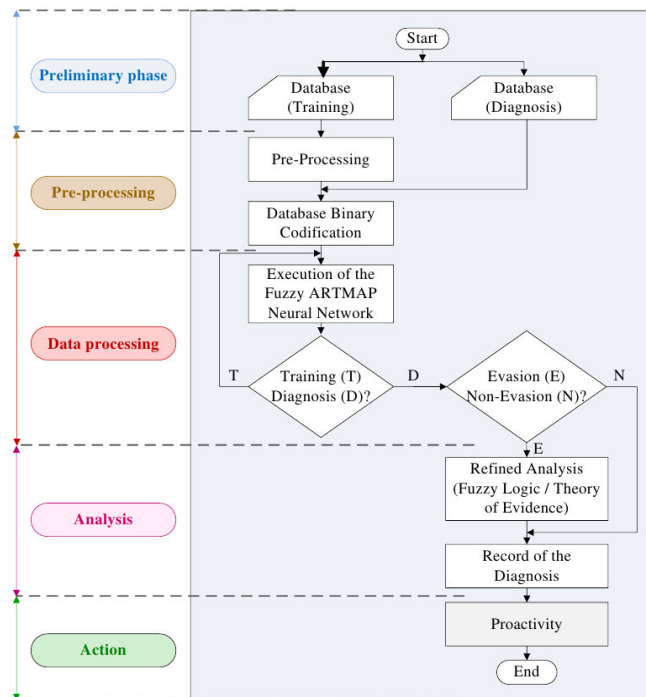 Start
Preliminary phase
Database
(Training)
Database
(Diagnosis)
Pre-Processing
Pre-processing
Database Binary
Codification
Execution of the
Fuzzy ARTMAP
Neural Network
Data processing
T
Training (T)
Diagnosis (D)?
D
Evasion (E)
Non-Evasion (N)?
N
E
Refined Analysis
(Fuzzy Logic / Theory
of Evidence)
Analysis
Record of the
Diagnosis
Proactivity
Action
End